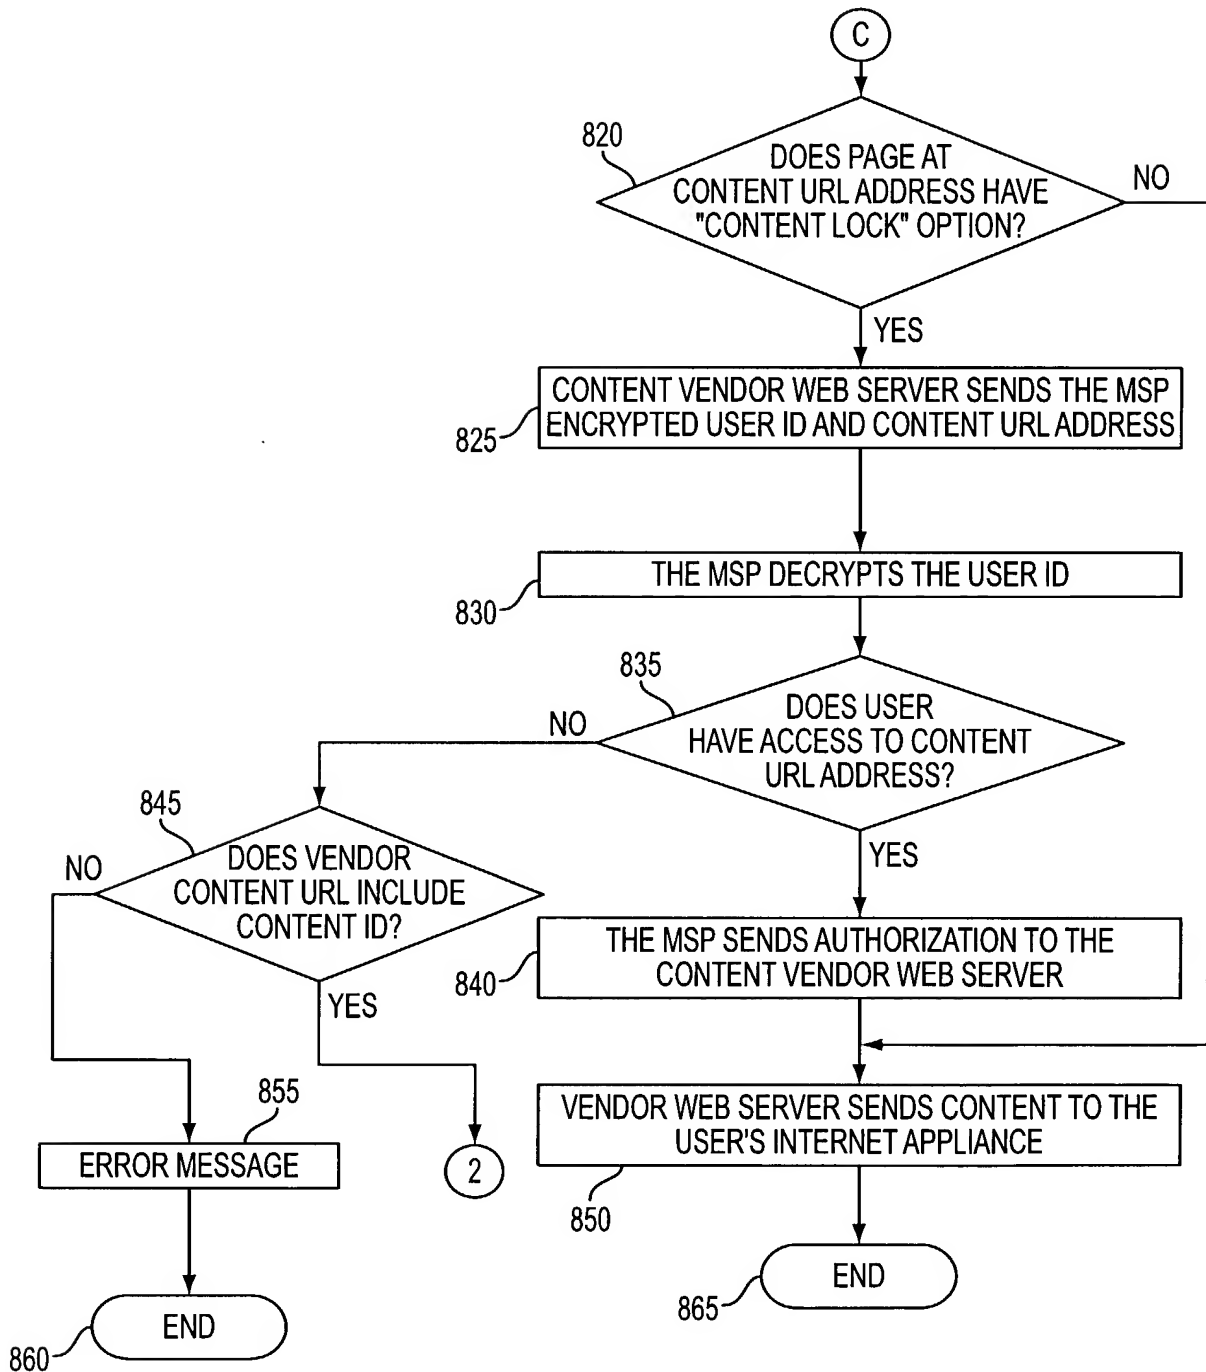 C
820
DOES PAGE AT
CONTENT URL ADDRESS HAVE
"CONTENT LOCK" OPTION?
NO
YES
CONTENT VENDOR WEB SERVER SENDS THE MSP
ENCRYPTED USER ID AND CONTENT URL ADDRESS
825
THE MSP DECRYPTS THE USER ID
830
835
DOES USER
HAVE ACCESS TO CONTENT
URL ADDRESS?
NO
YES
845
DOES VENDOR
CONTENT URL INCLUDE
CONTENT ID?
NO
YES
THE MSP SENDS AUTHORIZATION TO THE
CONTENT VENDOR WEB SERVER
840
855
ERROR MESSAGE
2
VENDOR WEB SERVER SENDS CONTENT TO THE
USER'S INTERNET APPLIANCE
850
END
865
END
860